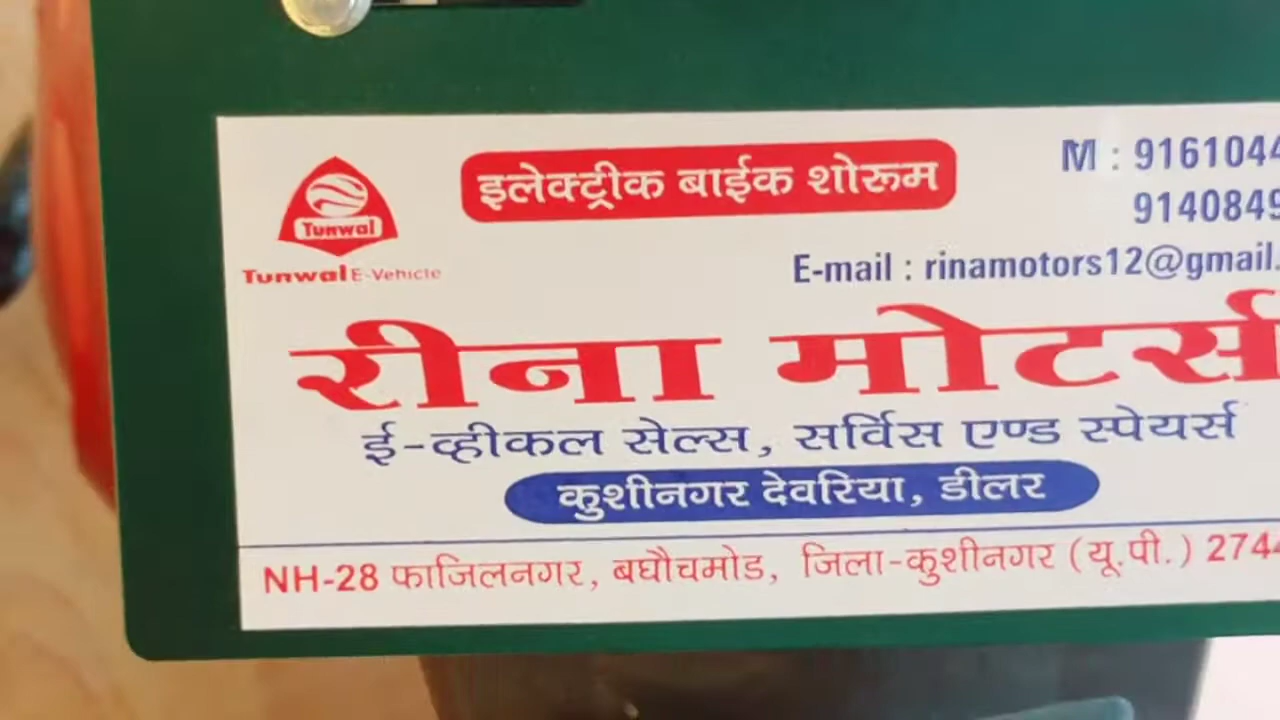 Tunwal
Tunwal E-Vehicle
इलेक्ट्रीक बाईक शोरूम
M : 916104
9140849
E-mail : rinamotors12@gmail.
रीना मोटर्स
ई-व्हीकल सेल्स, सर्विस एण्ड स्पेयर्स
कुशीनगर देवरिया, डीलर
NH-28 फाजिलनगर, बघौचमोड, जिला-कुशीनगर (यू.पी.) 274